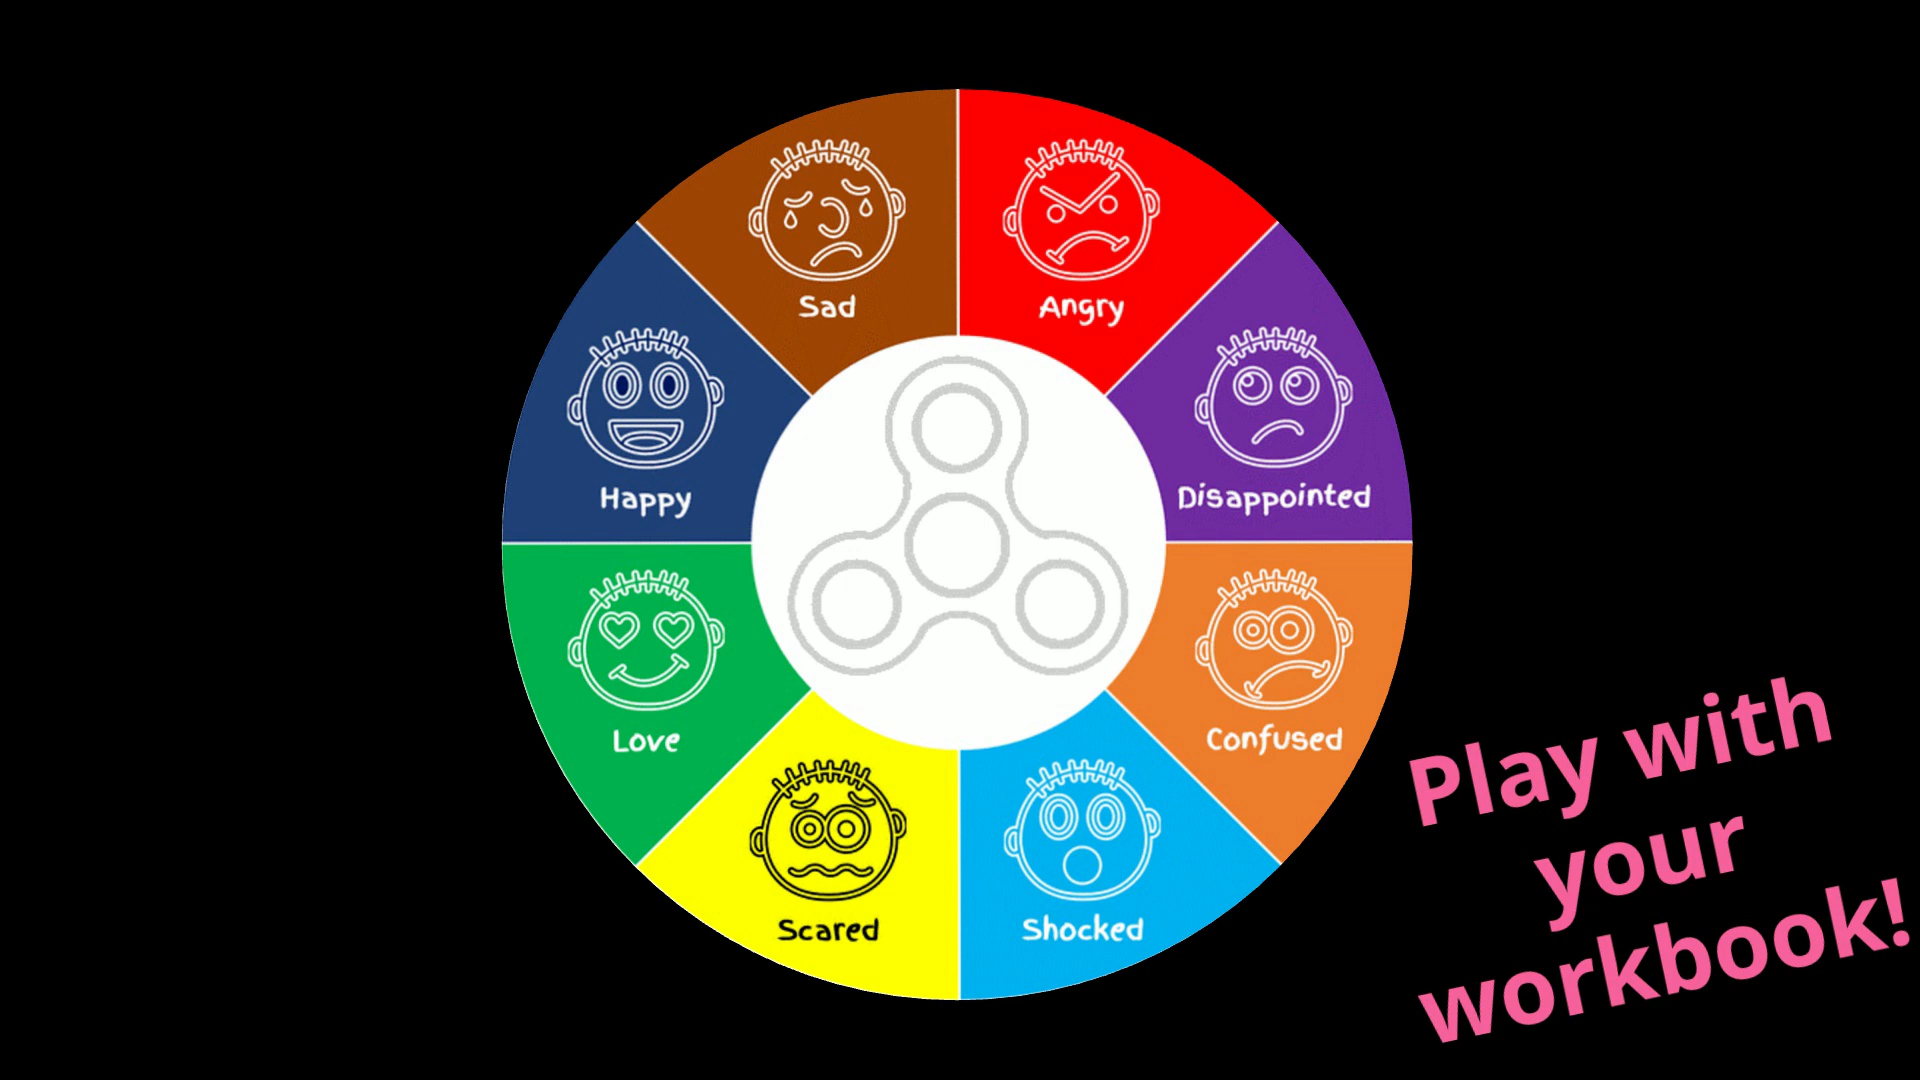 Sad
Angry
Happy
Disappointed
Love
Confused
Scared
Shocked
Play with
your
workbook!